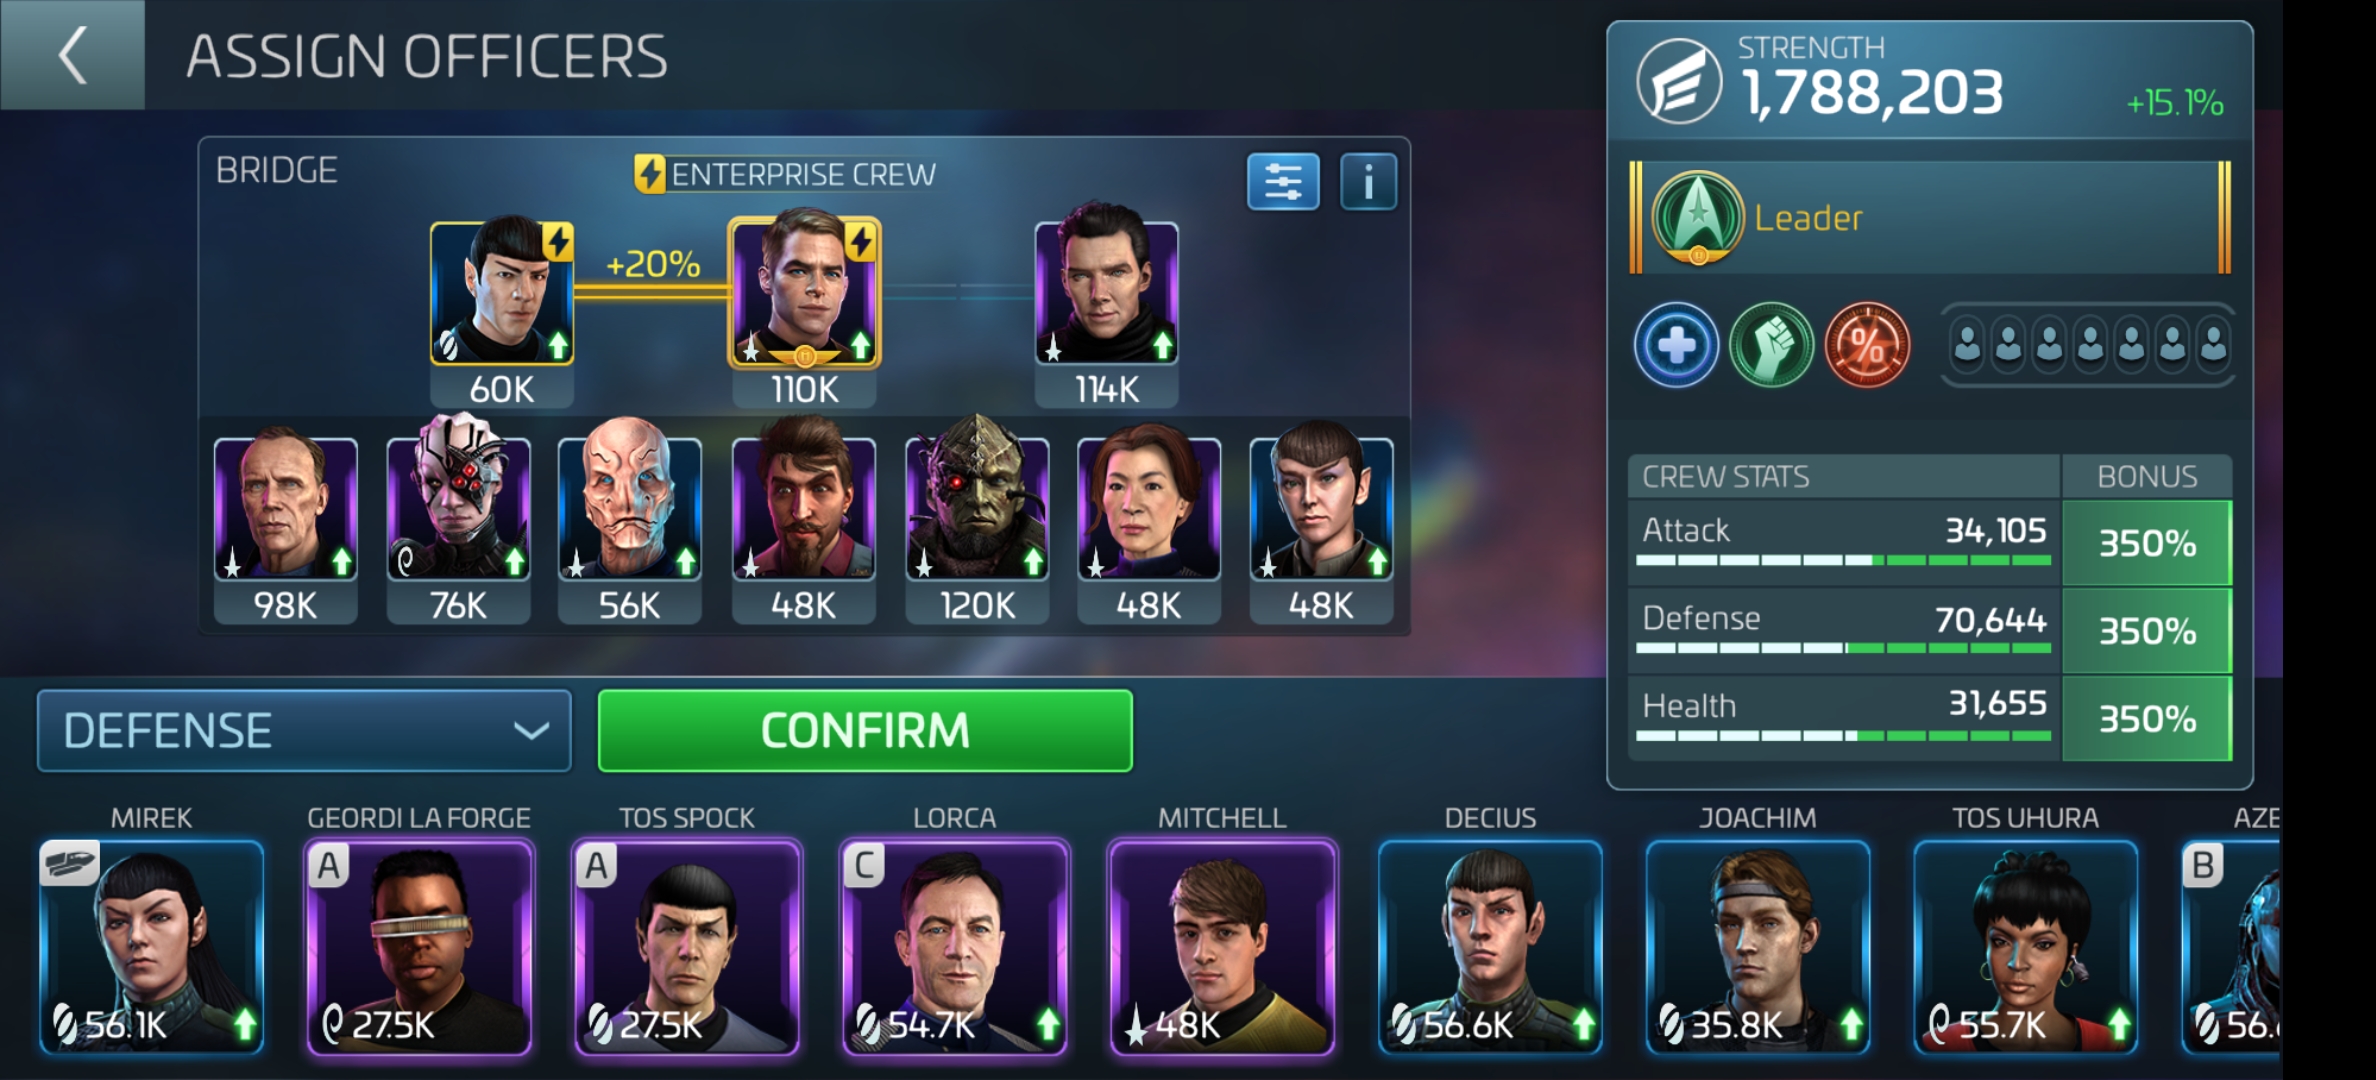 ASSIGN OFFICERS
STRENGTH
1,788,203
+15.1%
BRIDGE
ENTERPRISE CREW
i
Leader
+20%
60K
110K
114K
%
98K
76K
56K
48K
120K
48K
48K
CREW STATS
BONUS
Attack
34,105
350%
Defense
70,644
350%
Health
31,655
350%
DEFENSE
CONFIRM
MIREK
GEORDI LA FORGE
TOS SPOCK
LORCA
MITCHELL
DECIUS
JOACHIM
TOS UHURA
AZE
A
A
C
B
56.1K
27.5K
27.5K
54.7K
48K
56.6K
35.8K
55.7K
56.